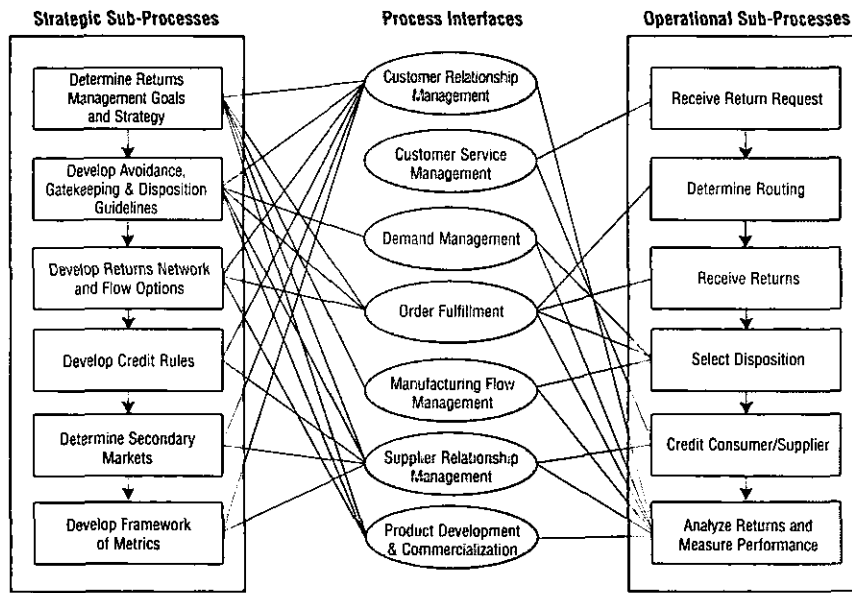 Strategic Sub-Processes
Determine Returns
Management Goals
and Strategy
Develop Avoidance,
Gatekeeping & Disposition
Guidelines
Develop Returns Network
and Flow Options
Develop Credit Rules
Determine Secondary
Markets
Develop Framework
of Metrics
Process Interfaces
Customer Relationship
Management
Customer Service
Management
Demand Management
Order Fulfillment
Manufacturing Flow
Management
Supplier Relationship
Management
Product Development
& Commercialization
Operational Sub-Processes
Receive Return Request
Determine Routing
Receive Returns
Select Disposition
Credit Consumer/Supplier
Analyze Returns and
Measure Performance